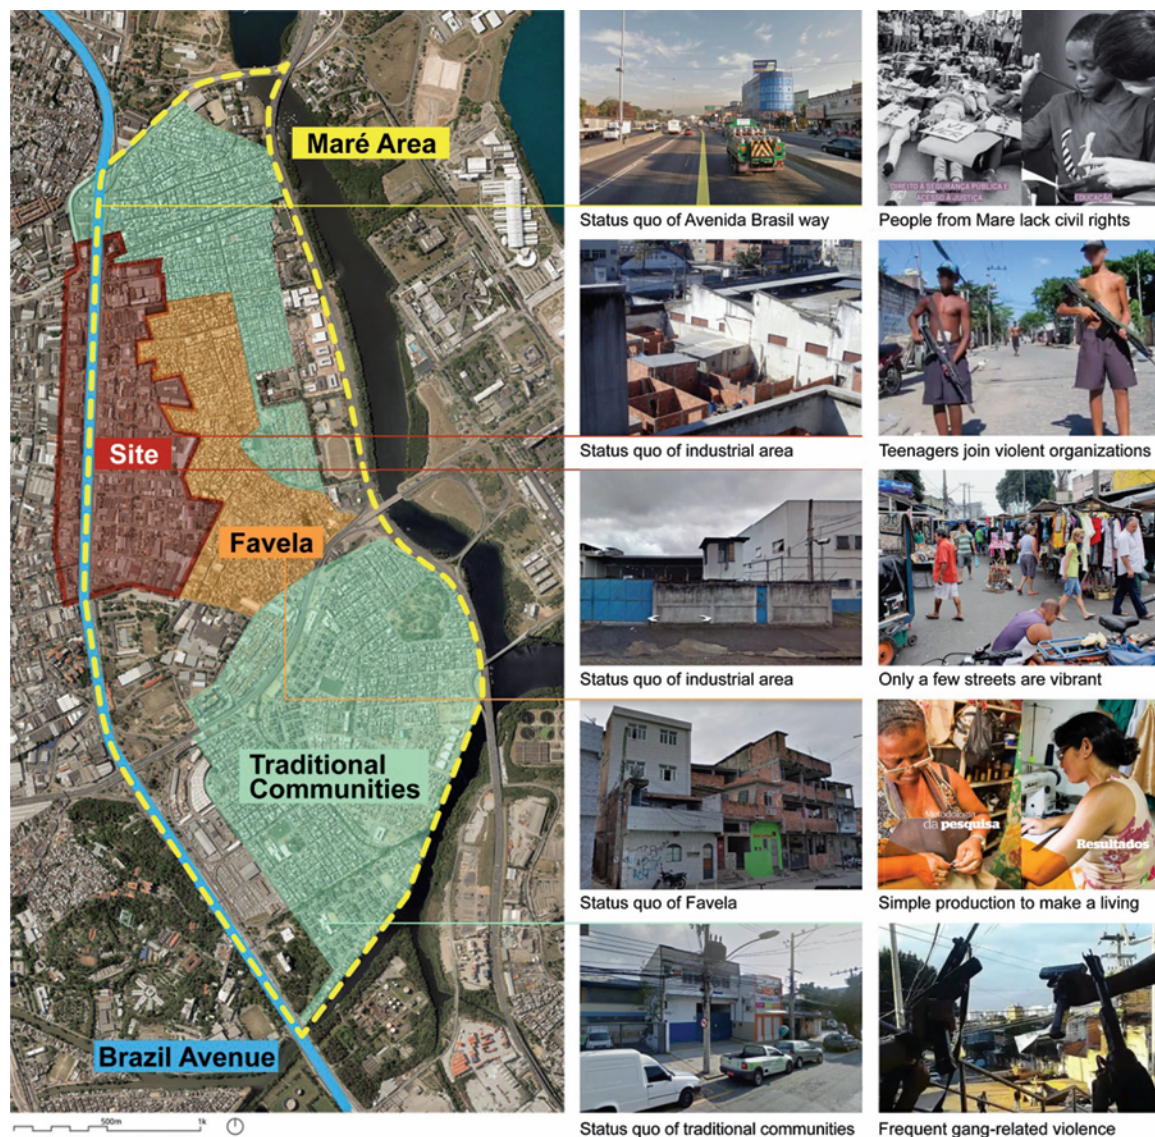 Maré Area
Site
Favela
Traditional
Communities
Brazil Avenue
500m
1k
Status quo of Avenida Brasil way
DIREITO À SEGURANÇA PÚBLICA E
ACESSO À JUSTIÇA
EDUCAÇÃO
People from Mare lack civil rights
Status quo of industrial area
Teenagers join violent organizations
Status quo of industrial area
Only a few streets are vibrant
Status quo of Favela
Metodologia
da pesquisa
Resultados
Simple production to make a living
Status quo of traditional communities
Frequent gang-related violence